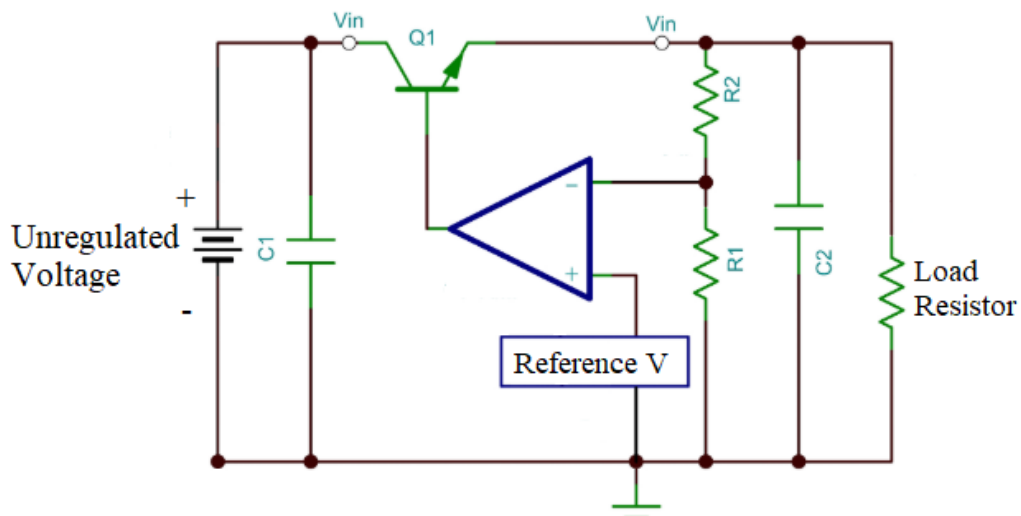 Vin
Q1
Vin
R2
+
Unregulated
Voltage
-
C1
−
+
R1
C2
Load
Resistor
Reference V